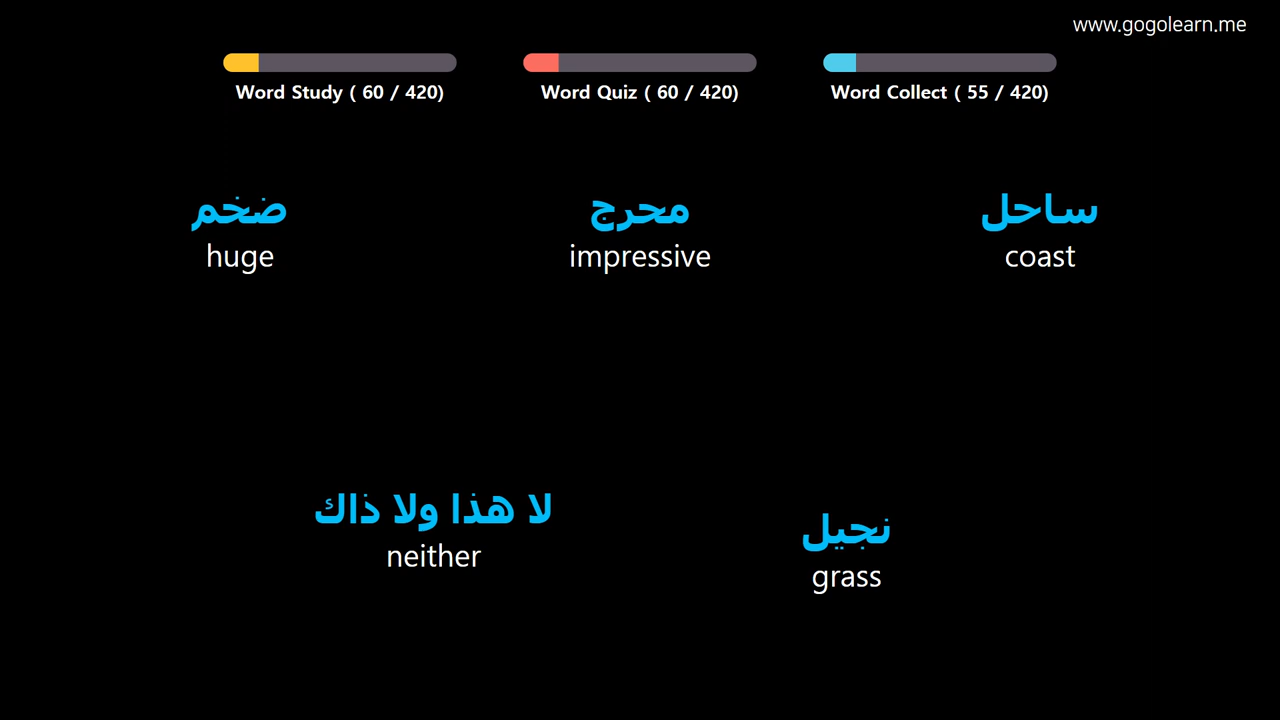 www.gogolearn.me
Word Study ( 60 / 420)
Word Quiz ( 60 / 420)
Word Collect ( 55 / 420)
ضخم
huge
محرج
impressive
ساحل
coast
لا هذا ولا ذاك
neither
نجيل
grass